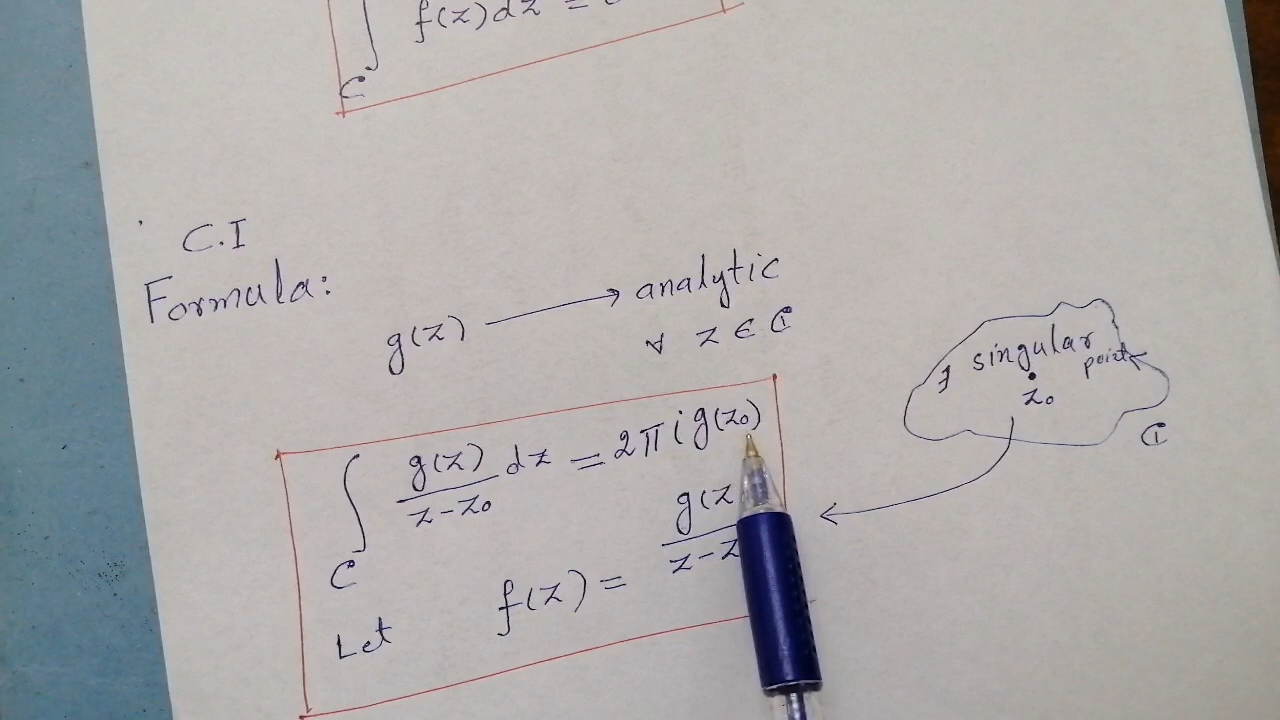 ∫ f(z)dz =
C
C.I
Formula:
g(z) → analytic
∀ z ∈ ℂ
∫ g(z)/(z-z₀) dz = 2πi g(z₀)
C
Let f(z) = g(z / z-z
singular
point
z₀
ℂ